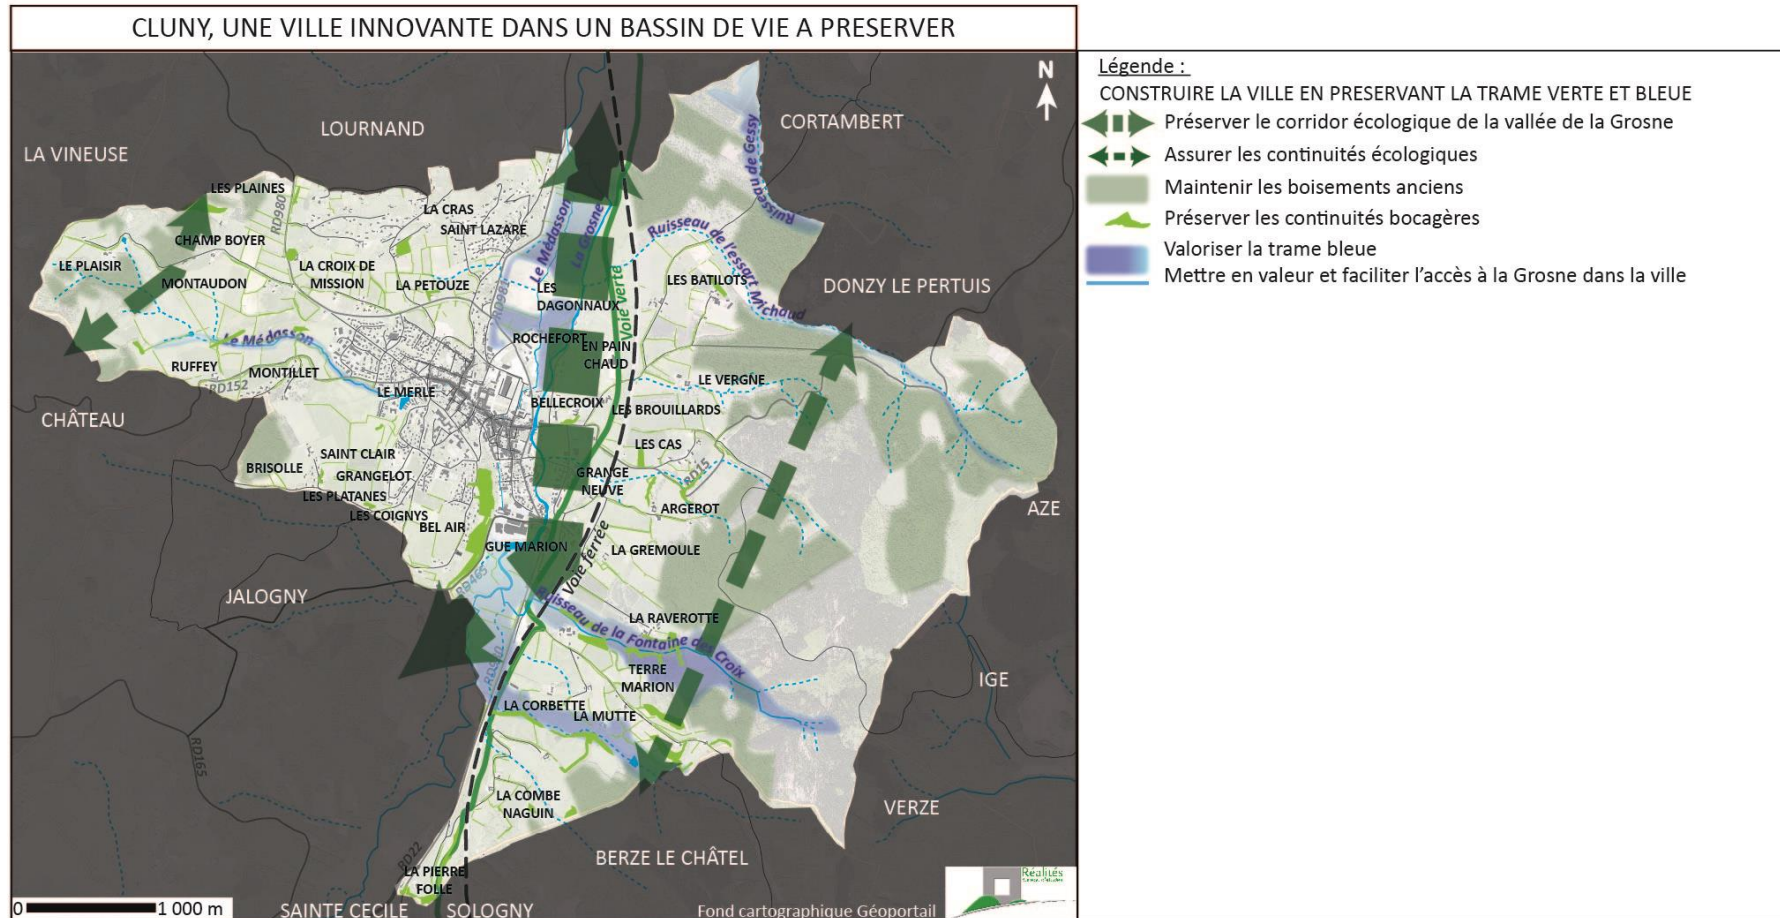 CLUNY, UNE VILLE INNOVANTE DANS UN BASSIN DE VIE A PRESERVER
Légende :
CONSTRUIRE LA VILLE EN PRESERVANT LA TRAME VERTE ET BLEUE
Préserver le corridor écologique de la vallée de la Grosne
Assurer les continuités écologiques
Maintenir les boisements anciens
Préserver les continuités bocagères
Valoriser la trame bleue
Mettre en valeur et faciliter l'accès à la Grosne dans la ville
N
LOURNAND
CORTAMBERT
LA VINEUSE
Ruisseau de Gessy
LES PLAINES
RD980
LA CRAS
SAINT LAZARE
Le Médasson
La Grosne
Ruisseau de l'essart Michaud
CHAMP BOYER
LE PLAISIR
MONTAUDON
LA CROIX DE
MISSION
LA PETOUZE
RD981
LES
DAGONNAUX
Voie verte
LES BATILOTS
DONZY LE PERTUIS
Le Médasson
ROCHEFORT
EN PAIN
CHAUD
RUFFEY
MONTILLET
RD152
LE MERLE
LE VERGNE
CHÂTEAU
BELLECROIX
LES BROUILLARDS
LES CAS
SAINT CLAIR
BRISOLLE
GRANGELOT
GRANGE
NEUVE
RD15
LES PLATANES
LES COIGNYS
BEL AIR
ARGEROT
AZE
GUE MARION
LA GREMOULE
Voie ferrée
RD465
JALOGNY
Ruisseau de la Fontaine des Croix
LA RAVEROTTE
RD980
TERRE
MARION
IGE
LA CORBETTE
LA MUTTE
RD165
LA COMBE
NAGUIN
VERZE
BERZE LE CHÂTEL
RD22
LA PIERRE
FOLLE
Réalités
0
1 000 m
SAINTE CECILE
SOLOGNY
Fond cartographique Géoportail